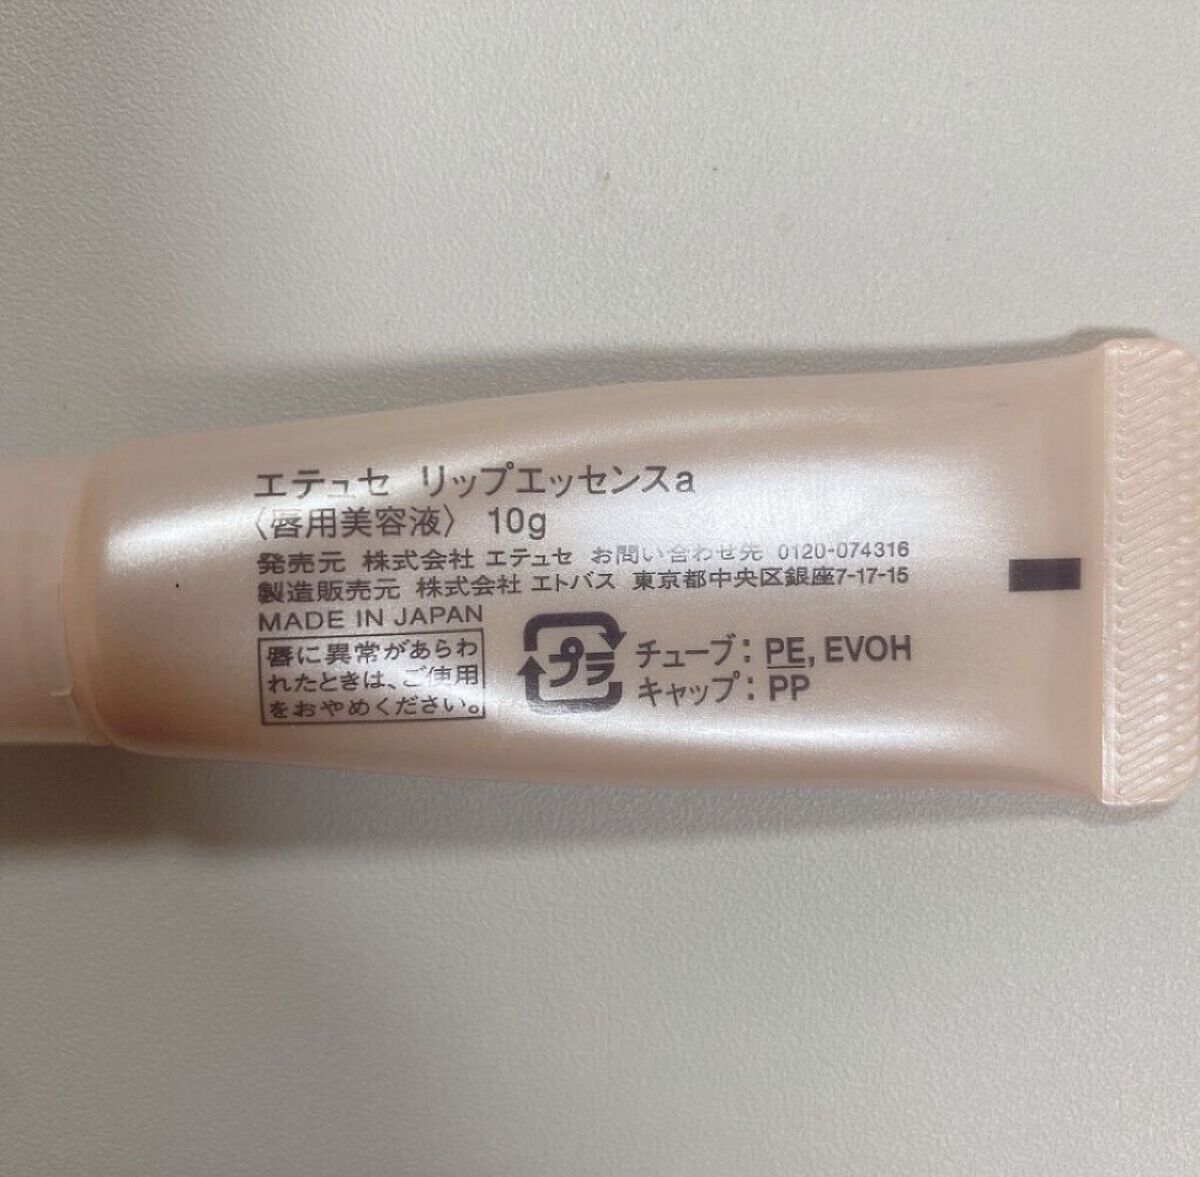 エテュセ リップエッセンスa
〈唇用美容液〉 10g
発売元 株式会社 エテュセ お問い合わせ先 0120-074316
製造販売元 株式会社 エトバス 東京都中央区銀座7-17-15
MADE IN JAPAN
唇に異常があらわ
れたときは、ご使用
をおやめください。
プラ
チューブ：PE, EVOH
キャップ：PP